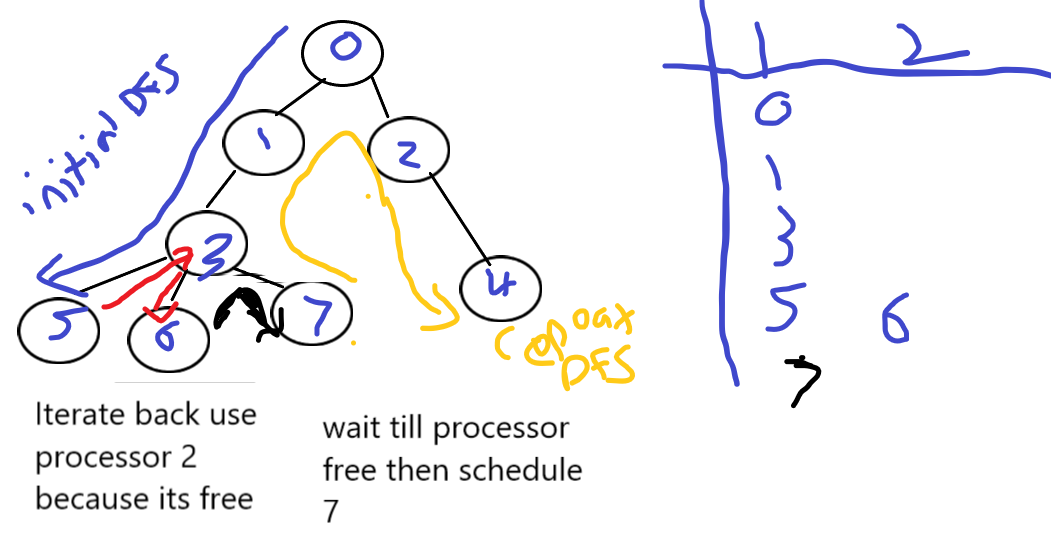 initial DFS
0
1
2
3
4
5
6
7
DFS
Iterate back use
processor 2
because its free
wait till processor
free then schedule
7
1 2
0
1
3
5 6
7